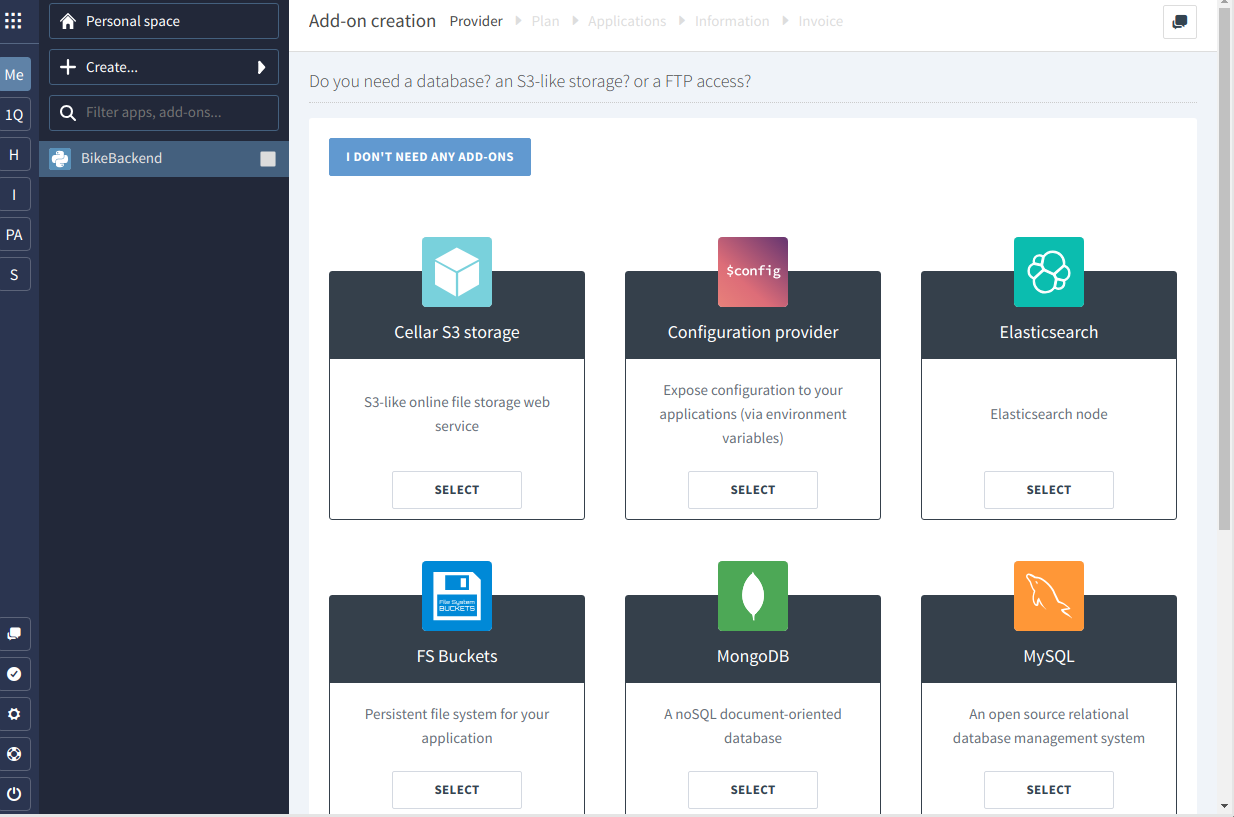 Personal space
Add-on creation Provider Plan Applications Information Invoice
Me
Create...
Do you need a database? an S3-like storage? or a FTP access?
1Q
Filter apps, add-ons...
H
BikeBackend
I DON'T NEED ANY ADD-ONS
I
PA
S
$config
Cellar S3 storage
Configuration provider
Elasticsearch
S3-like online file storage web
service
Expose configuration to your
applications (via environment
variables)
Elasticsearch node
SELECT
SELECT
SELECT
File System
BUCKETS
FS Buckets
MongoDB
MySQL
Persistent file system for your
application
A noSQL document-oriented
database
An open source relational
database management system
SELECT
SELECT
SELECT